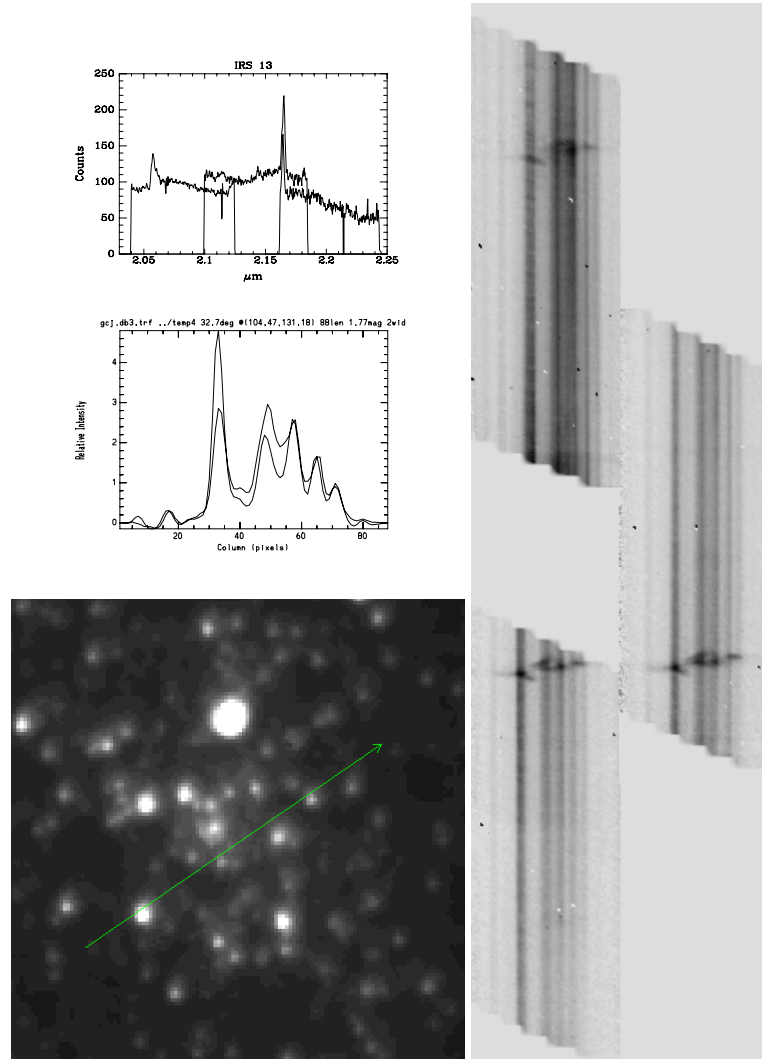 IRS 13
250
200
150
100
50
0
Counts
2.05 2.1 2.15 2.2 2.25
μm
gcj.db3.trf ../temp4 32.7deg @(104.47,131.18) 88len 1.77mag 2wid
4
3
2
1
0
Relative Intensity
20 40 60 80
Column (pixels)